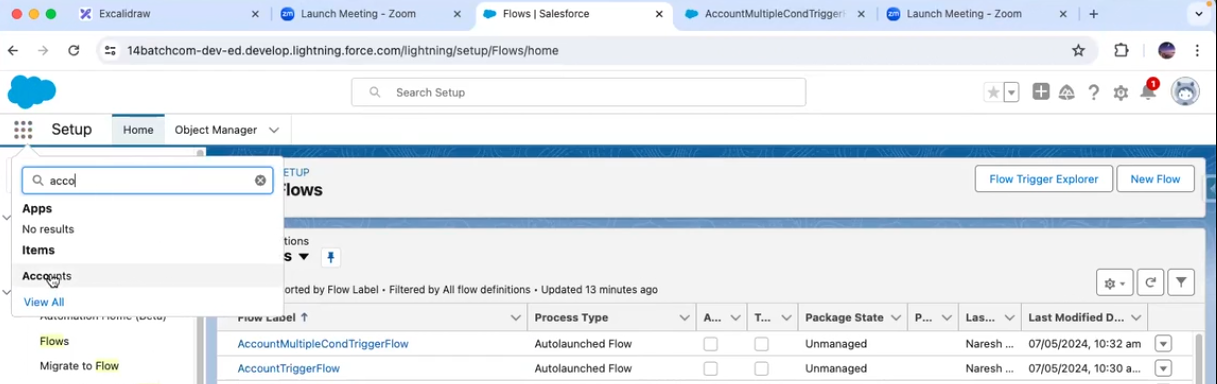 Excalidraw
Launch Meeting - Zoom
Flows | Salesforce
AccountMultipleCondTrigger
Launch Meeting - Zoom
14batchcom-dev-ed.develop.lightning.force.com/lightning/setup/Flows/home
Search Setup
1
Setup
Home
Object Manager
acco
SETUP
Flows
Flow Trigger Explorer
New Flow
Apps
No results
Items
Accounts
View All
orted by Flow Label • Filtered by All flow definitions • Updated 13 minutes ago
Automation Home (Beta)
Flows
Migrate to Flow
Flow Label ↑
Process Type
A...
T...
Package State
P...
Las...
Last Modified D...
AccountMultipleCondTriggerFlow
Autolaunched Flow
Unmanaged
Naresh ...
07/05/2024, 10:32 am
AccountTriggerFlow
Autolaunched Flow
Unmanaged
Naresh ...
07/05/2024, 10:30 a...